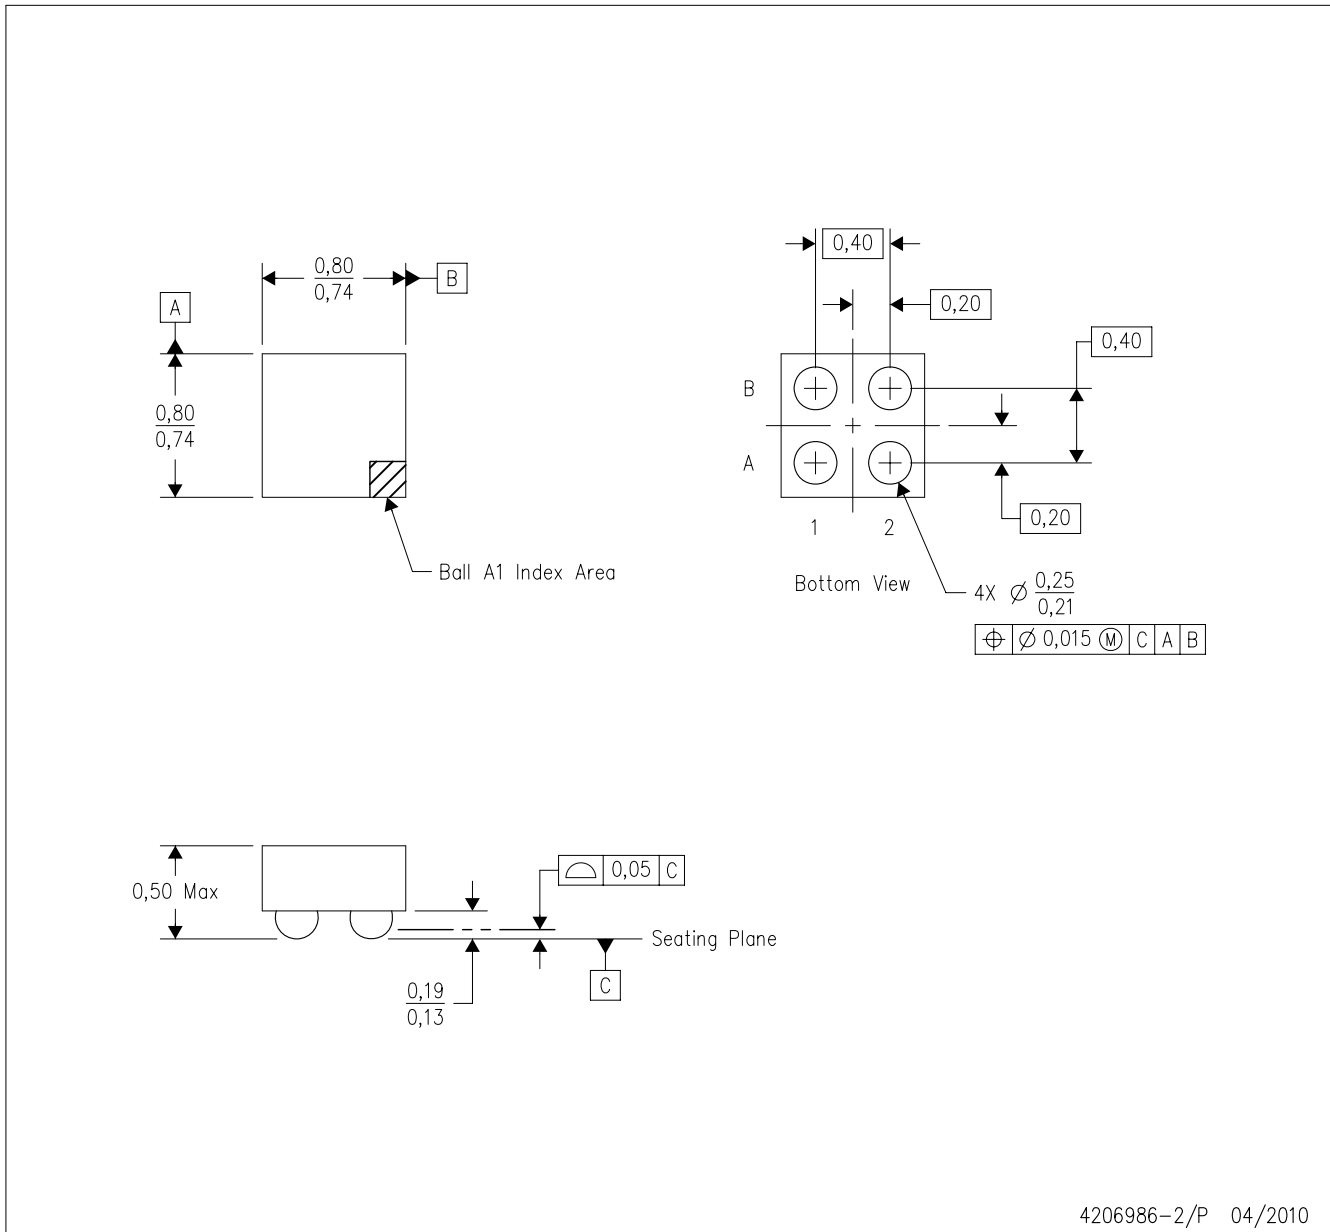 0,80
0,74
B
A
0,80
0,74
Ball A1 Index Area
0,40
0,20
0,40
B
A
0,20
1 2
Bottom View
4X Ø 0,25
0,21
⌖ Ø 0,015 Ⓜ C A B
0,50 Max
⌓ 0,05 C
Seating Plane
C
0,19
0,13
4206986-2/P 04/2010